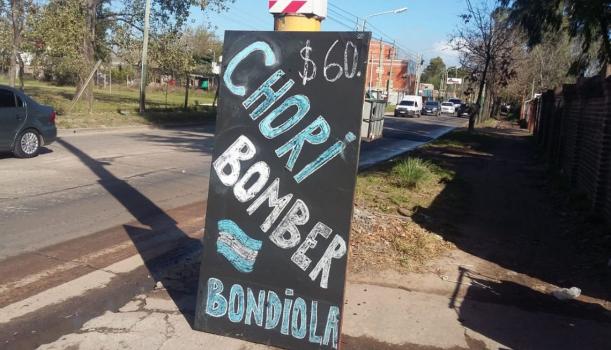 $60.
CHORI
BOMBER
BONDIOLA